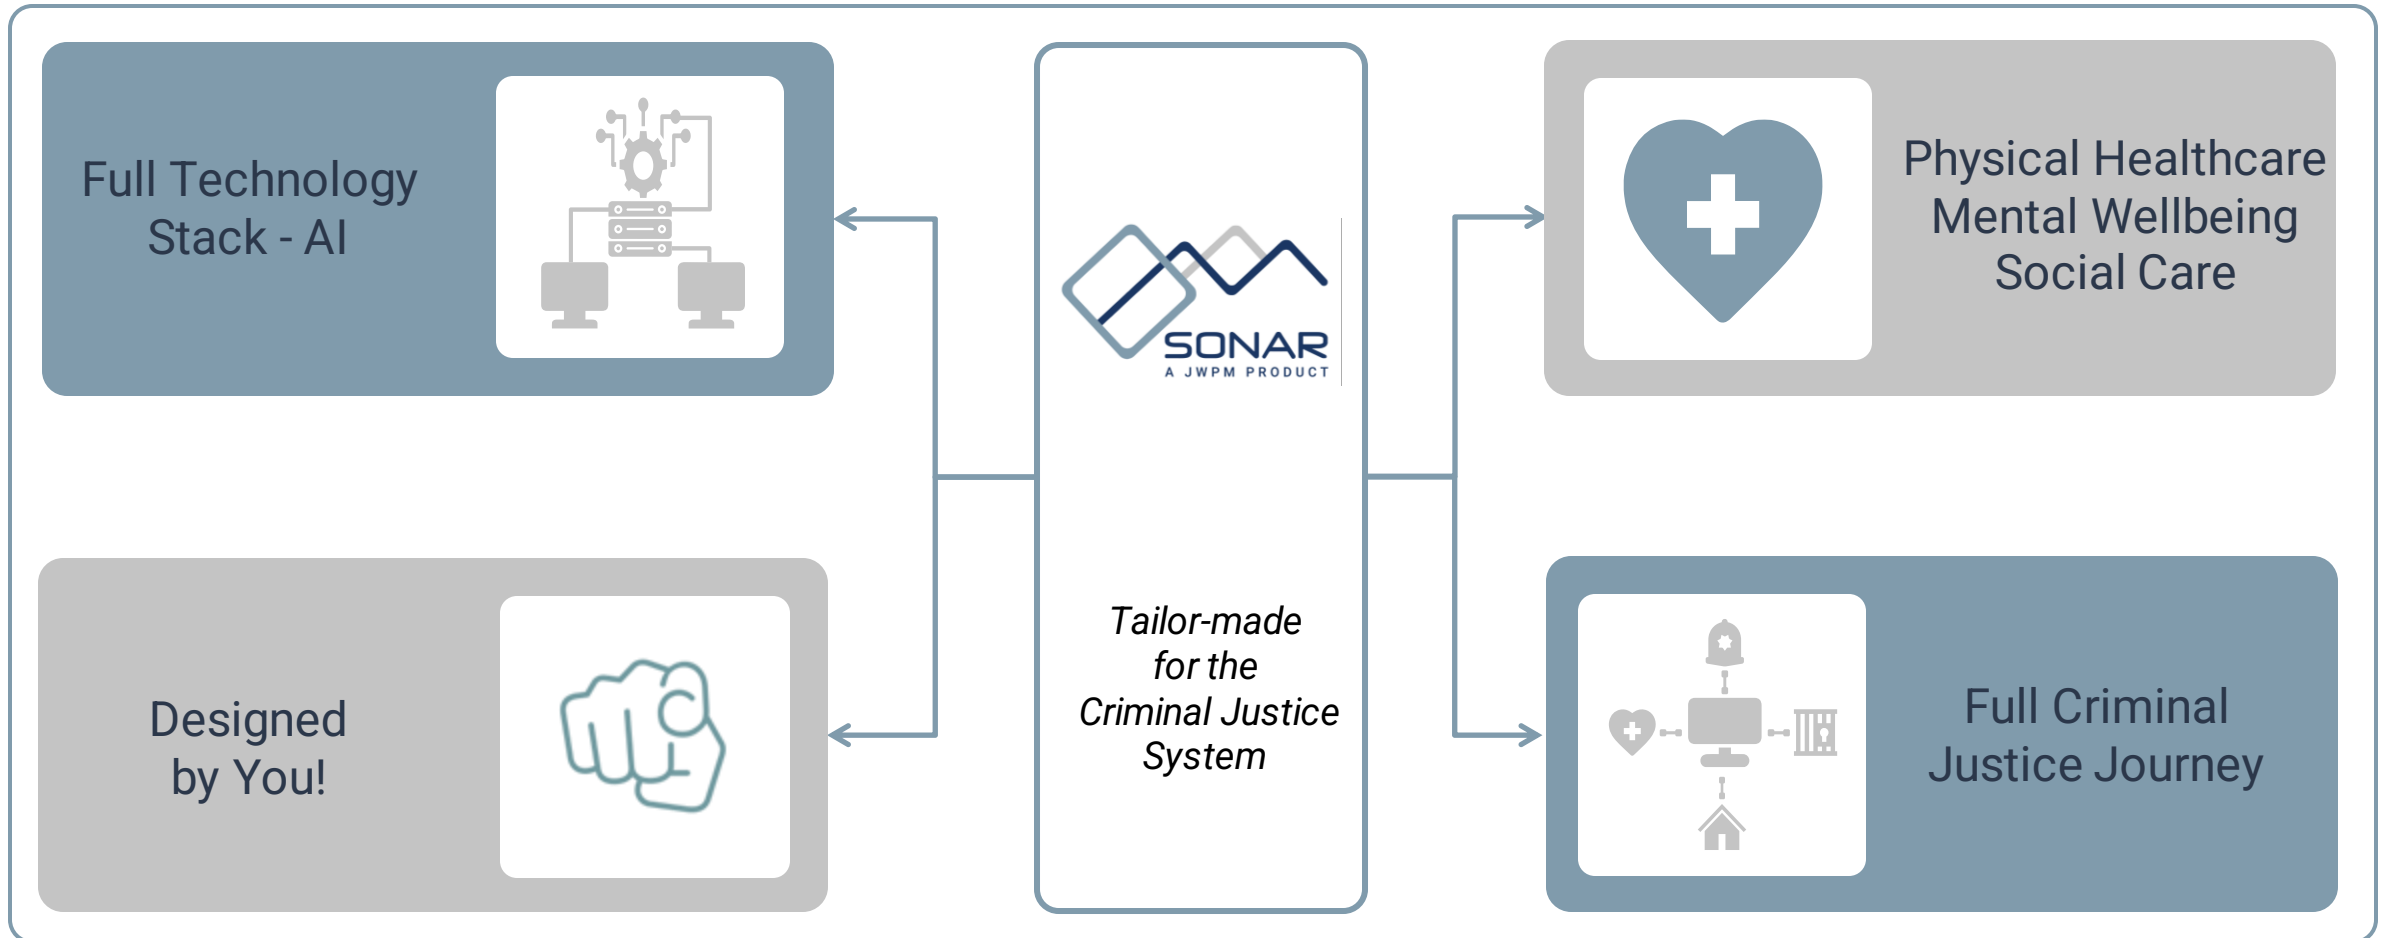 Full Technology
Stack - AI
Designed
by You!
SONAR
A JWPM PRODUCT
Tailor-made
for the
Criminal Justice
System
Physical Healthcare
Mental Wellbeing
Social Care
Full Criminal
Justice Journey